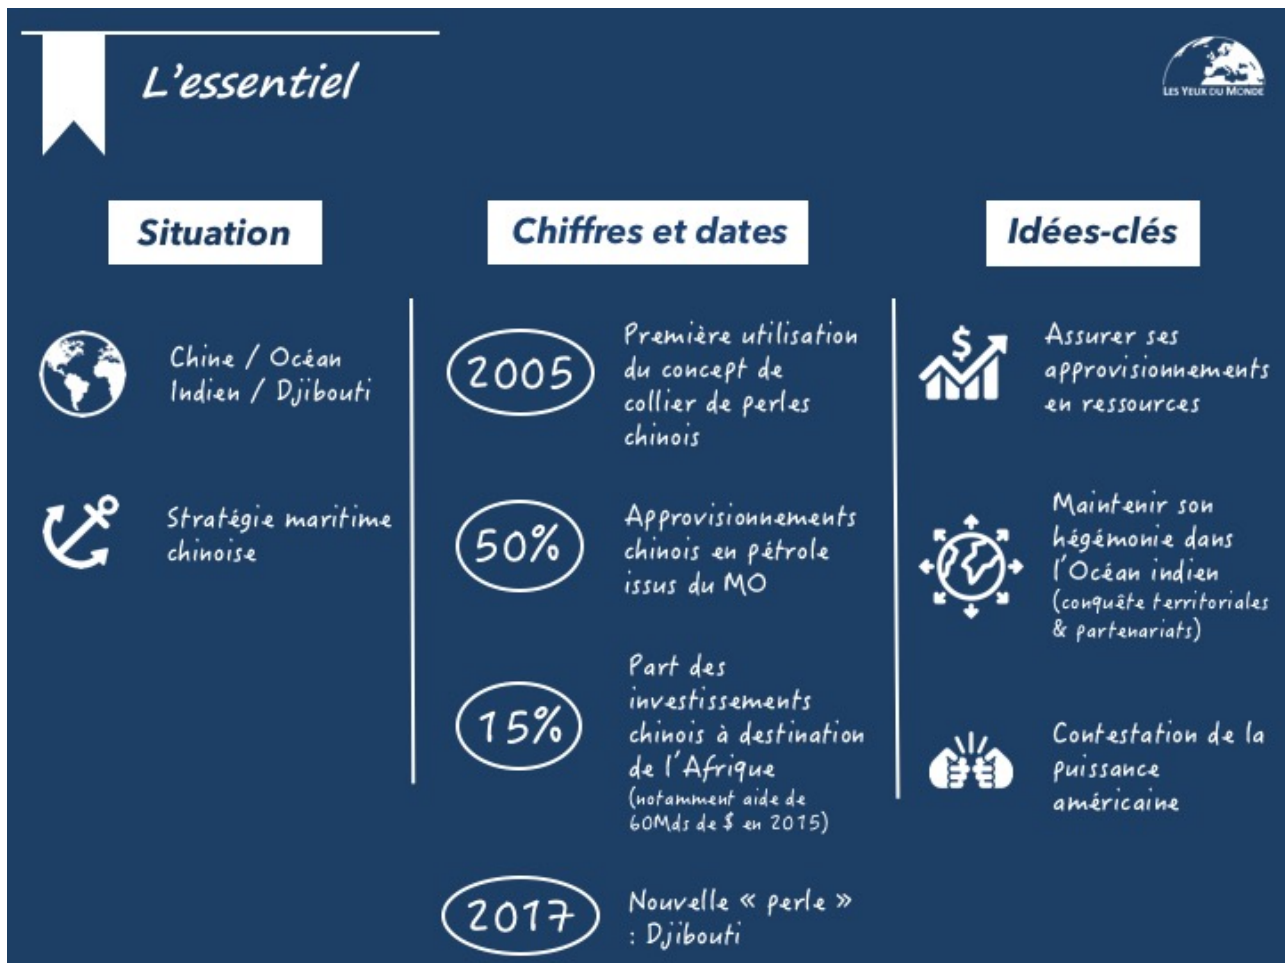 L'essentiel
LES YEUX DU MONDE
Situation
Chine / Océan
Indien / Djibouti
Stratégie maritime
chinoise
Chiffres et dates
2005
Première utilisation
du concept de
collier de perles
chinois
50%
Approvisionnements
chinois en pétrole
issus du MO
15%
Part des
investissements
chinois à destination
de l'Afrique
(notamment aide de
60Mds de $ en 2015)
2017
Nouvelle « perle »
: Djibouti
Idées-clés
$
Assurer ses
approvisionnements
en ressources
Maintenir son
hégémonie dans
l'Océan indien
(conquête territoriales
& partenariats)
Contestation de la
puissance
américaine